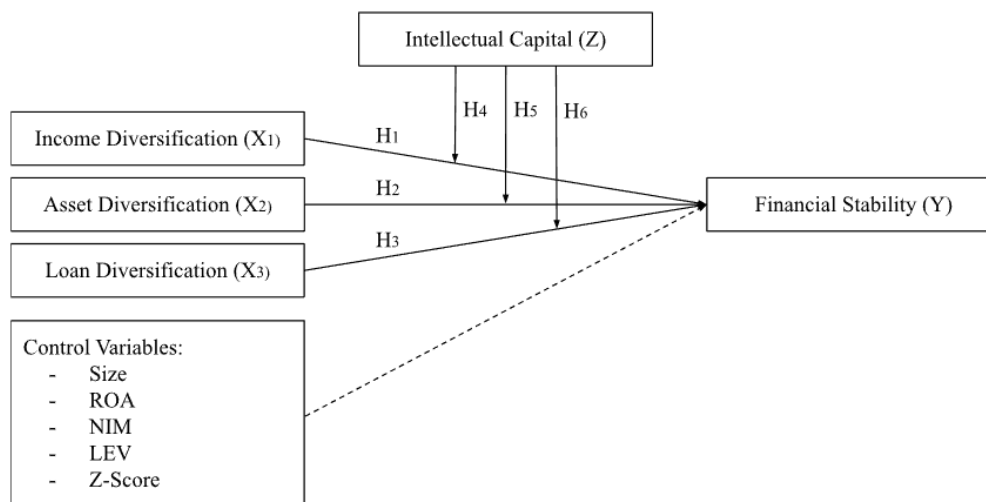 Intellectual Capital (Z)
H4
H5
H6
Income Diversification (X1)
H1
Asset Diversification (X2)
H2
Financial Stability (Y)
Loan Diversification (X3)
H3
Control Variables:
- Size
- ROA
- NIM
- LEV
- Z-Score